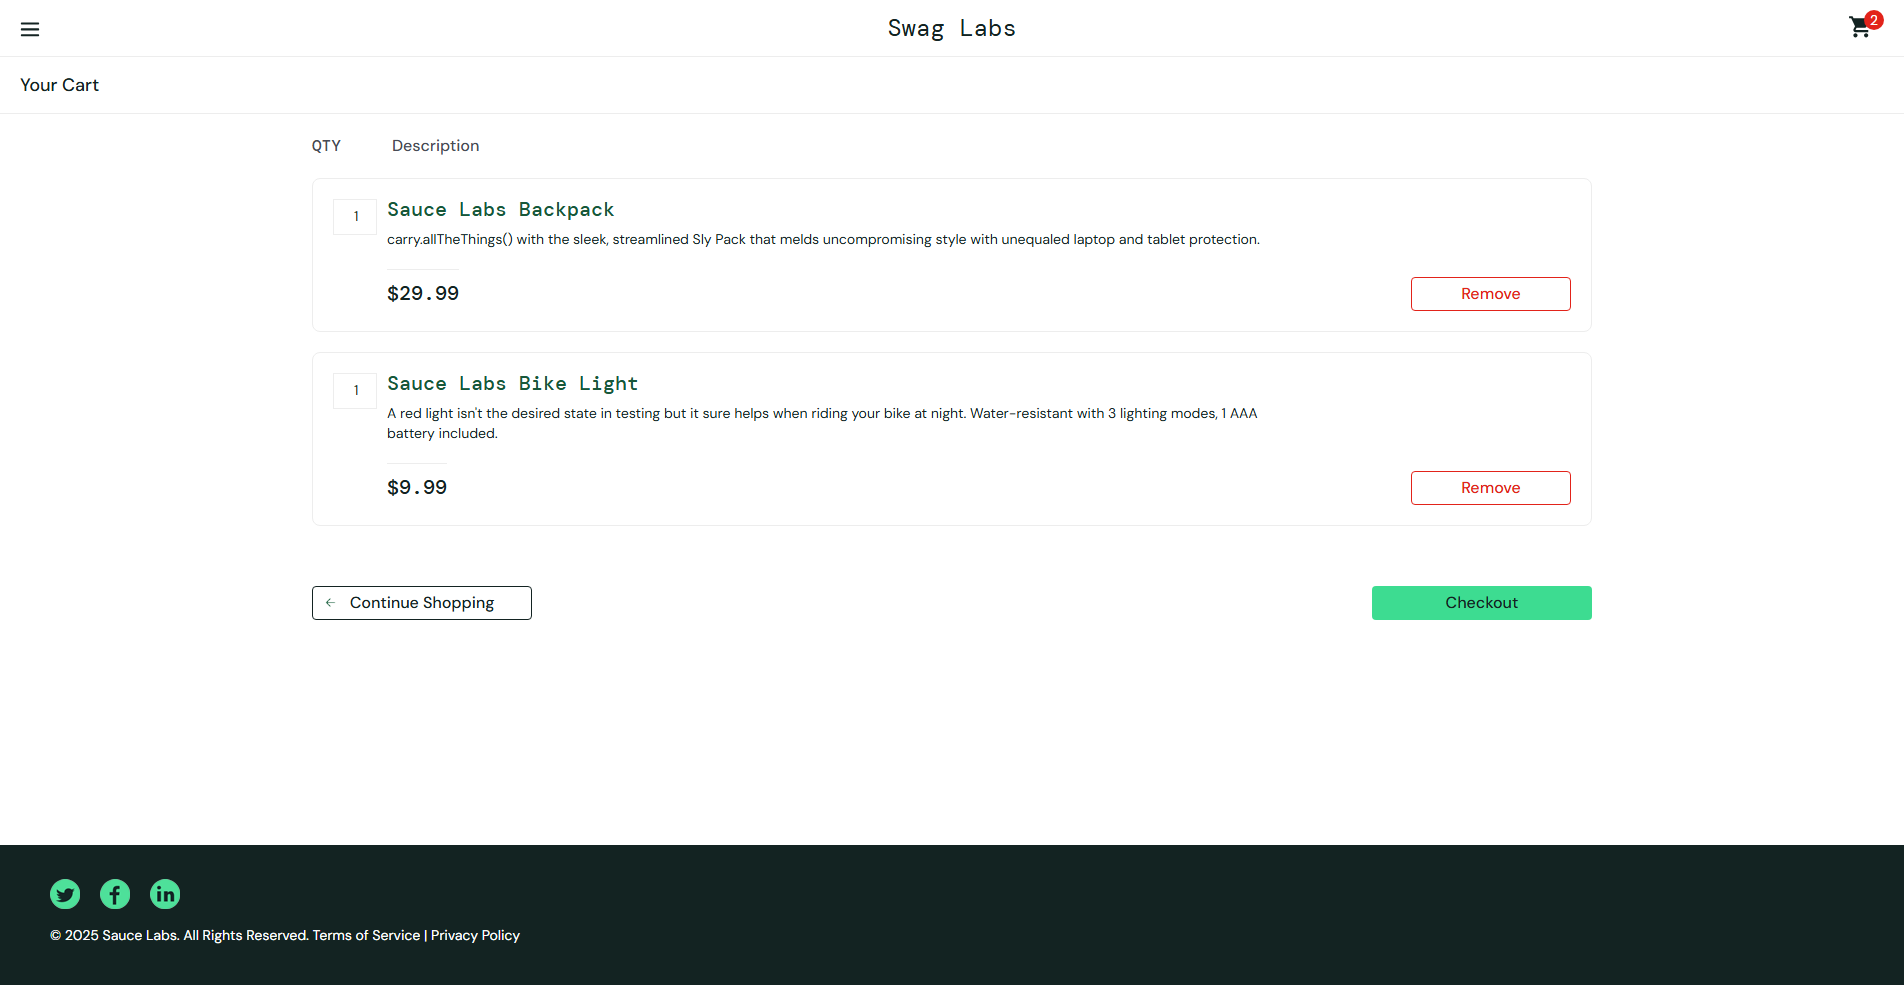 Swag Labs
2
Your Cart
QTY Description
1
Sauce Labs Backpack
carry.allTheThings() with the sleek, streamlined Sly Pack that melds uncompromising style with unequaled laptop and tablet protection.
$29.99
Remove
1
Sauce Labs Bike Light
A red light isn't the desired state in testing but it sure helps when riding your bike at night. Water-resistant with 3 lighting modes, 1 AAA
battery included.
$9.99
Remove
Continue Shopping
Checkout
© 2025 Sauce Labs. All Rights Reserved. Terms of Service | Privacy Policy